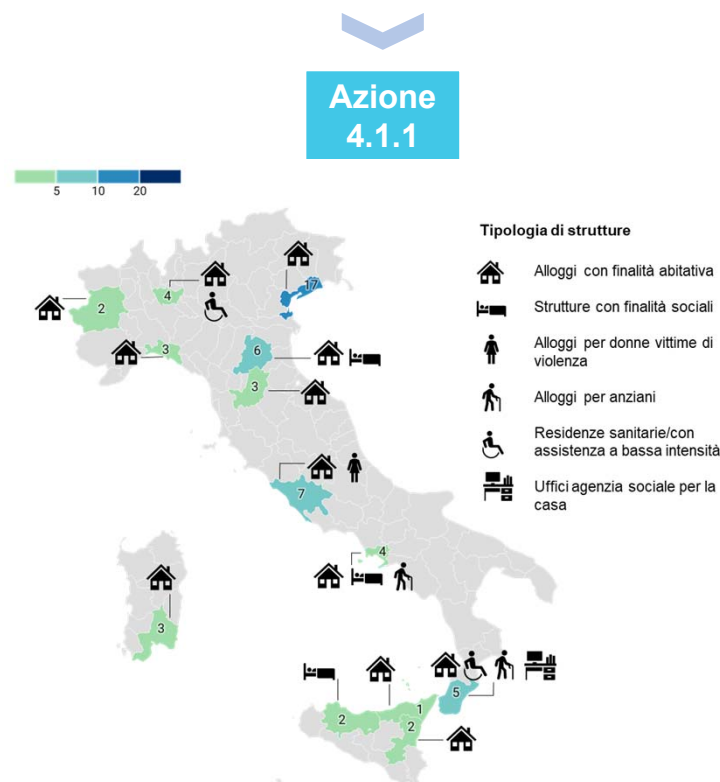 Azione
4.1.1
5 10 20
Tipologia di strutture
Alloggi con finalità abitativa
Strutture con finalità sociali
Alloggi per donne vittime di
violenza
Alloggi per anziani
Residenze sanitarie/con
assistenza a bassa intensità
Uffici agenzia sociale per la
casa
17
4
2
3
6
3
7
4
3
5
1
2
2